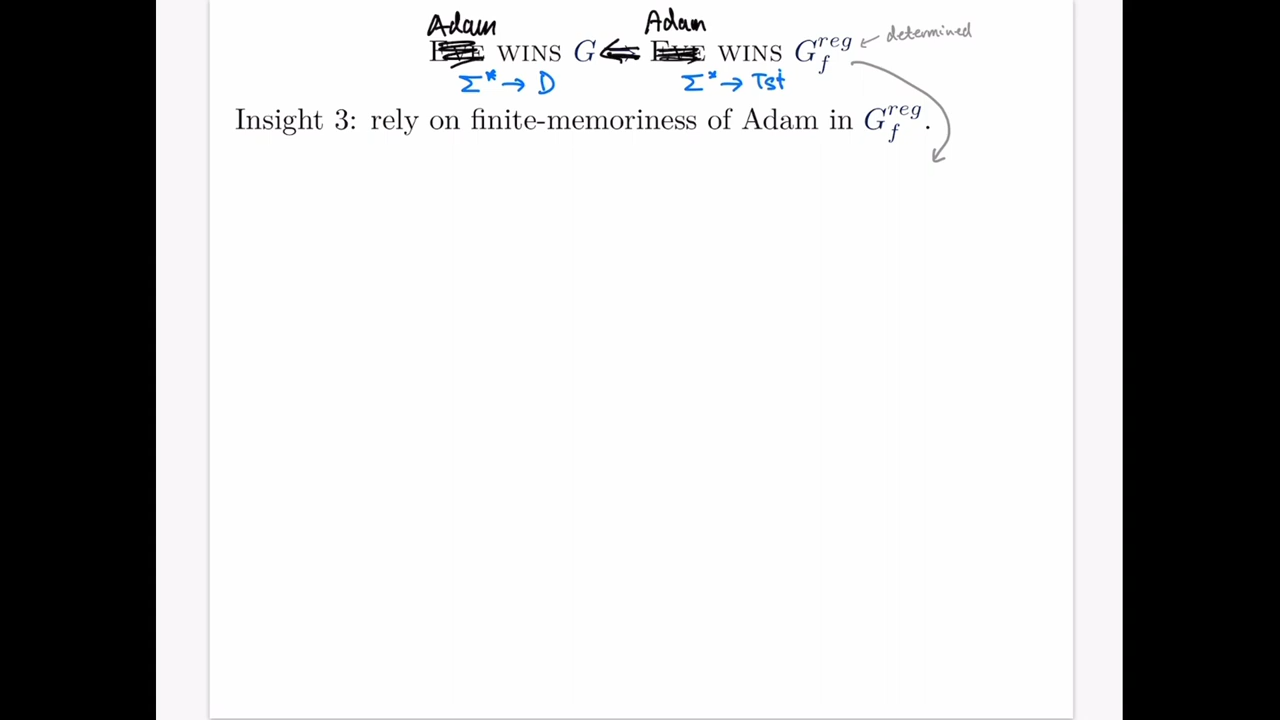 Adam Adam
WINS G ⇐ WINS G_f^{reg} ← determined
Σ* → D Σ* → Tst
Insight 3: rely on finite-memoriness of Adam in G_f^{reg}.